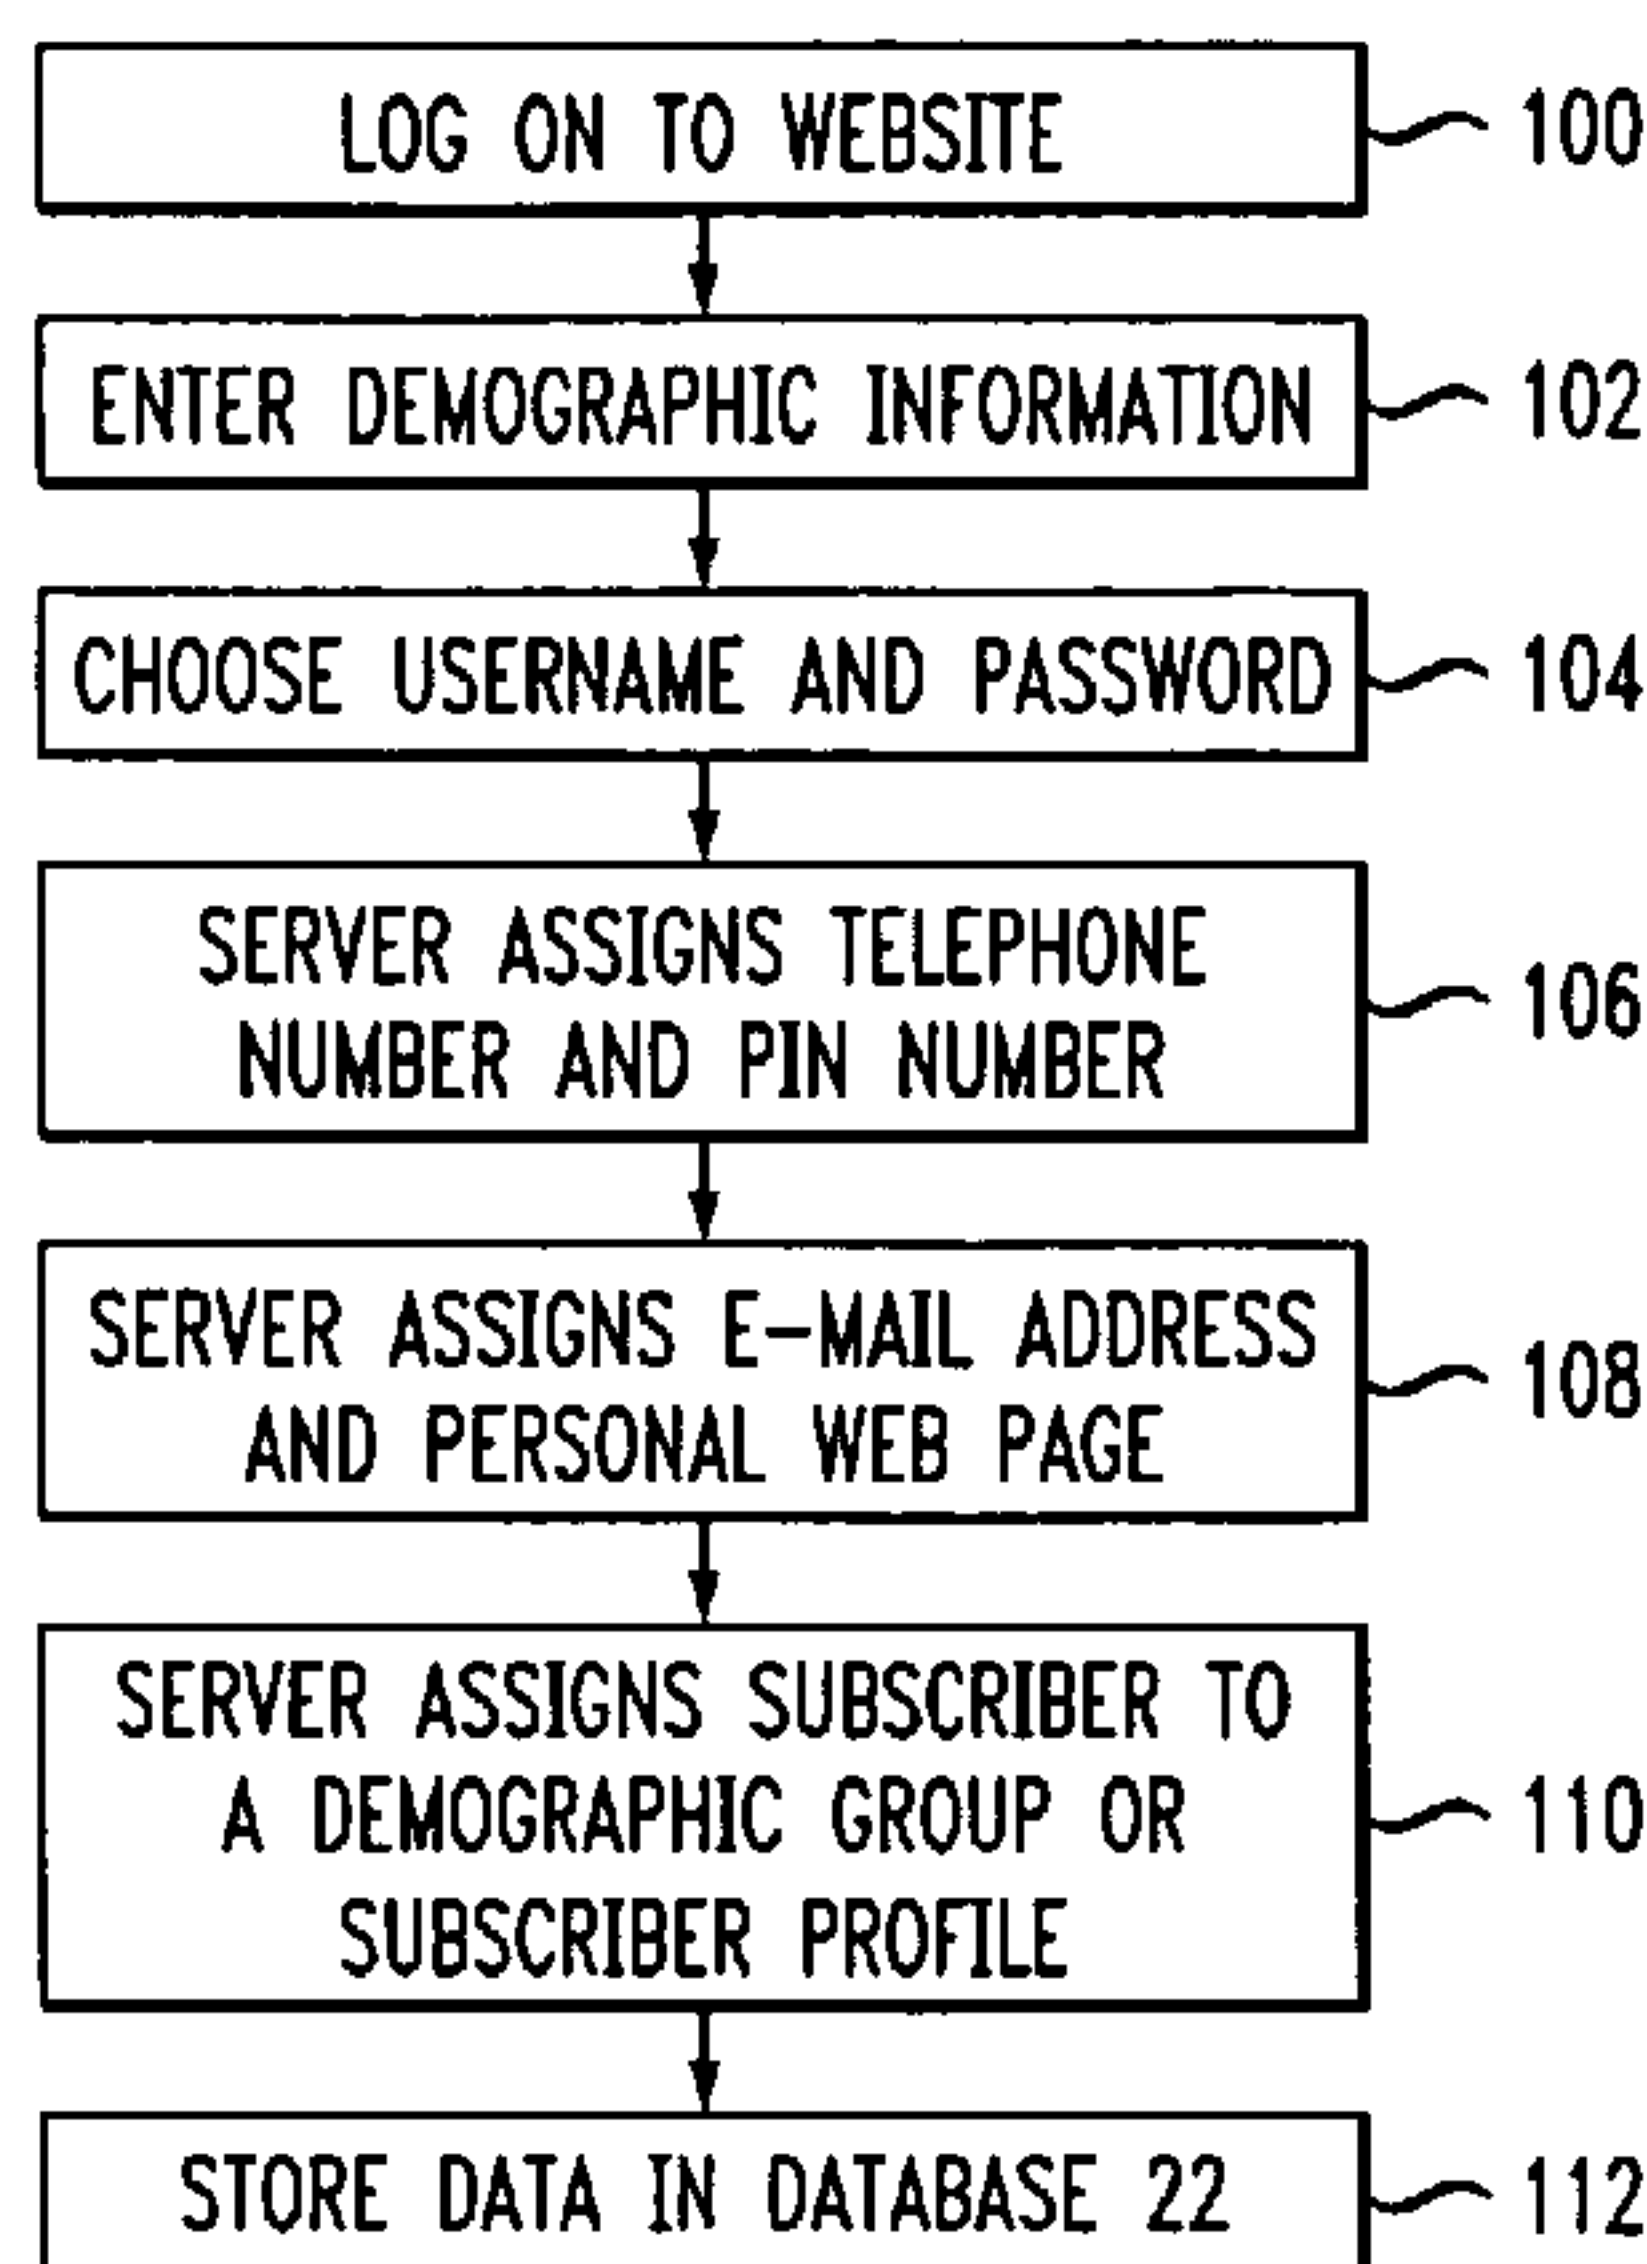 LOG ON TO WEBSITE
100
ENTER DEMOGRAPHIC INFORMATION
102
CHOOSE USERNAME AND PASSWORD
104
SERVER ASSIGNS TELEPHONE
NUMBER AND PIN NUMBER
106
SERVER ASSIGNS E-MAIL ADDRESS
AND PERSONAL WEB PAGE
108
SERVER ASSIGNS SUBSCRIBER TO
A DEMOGRAPHIC GROUP OR
SUBSCRIBER PROFILE
110
STORE DATA IN DATABASE 22
112